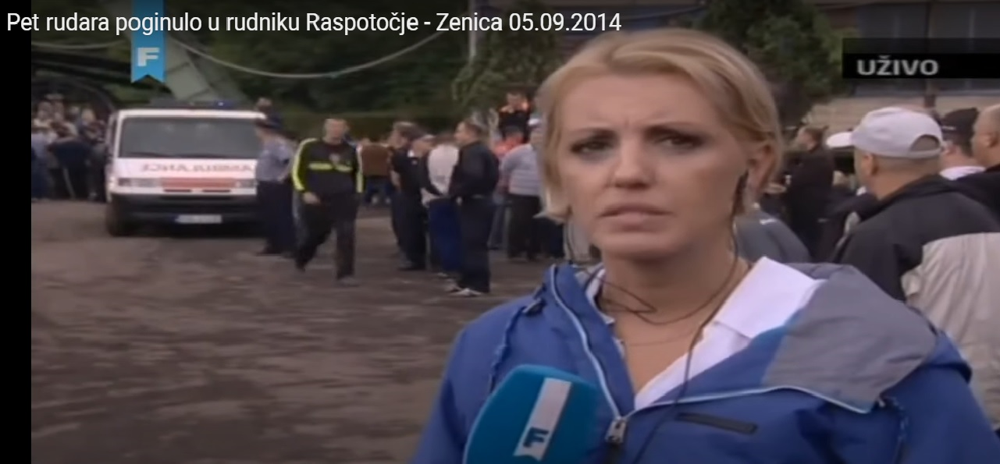 Pet rudara poginulo u rudniku Raspotočje - Zenica 05.09.2014
F
UŽIVO
AMBULANCE
F